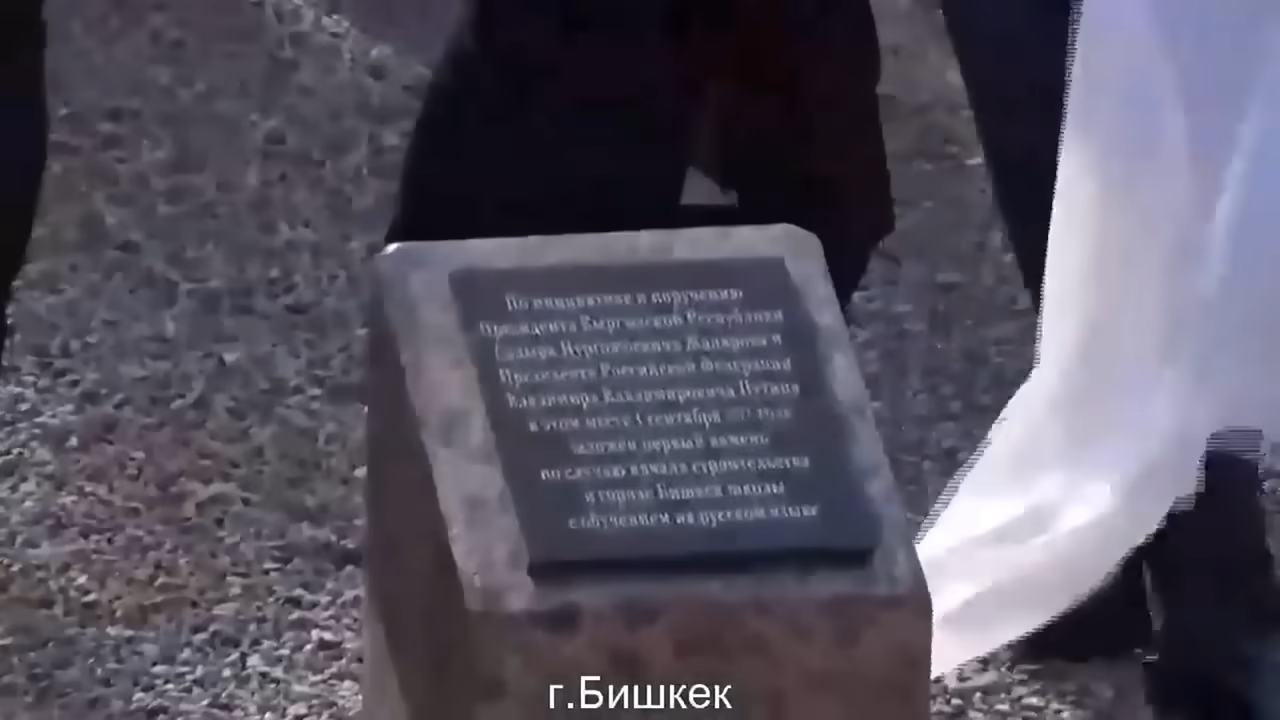 По инициативе и поручению
Президента Кыргызской Республики
Садыра Нургожоевича Жапарова и
Президента Российской Федерации
Владимира Владимировича Путина
в этом месте сентября года
заложен первый камень
по случаю начала строительства
в городе Бишкек школы
с обучением на русском языке
г.Бишкек